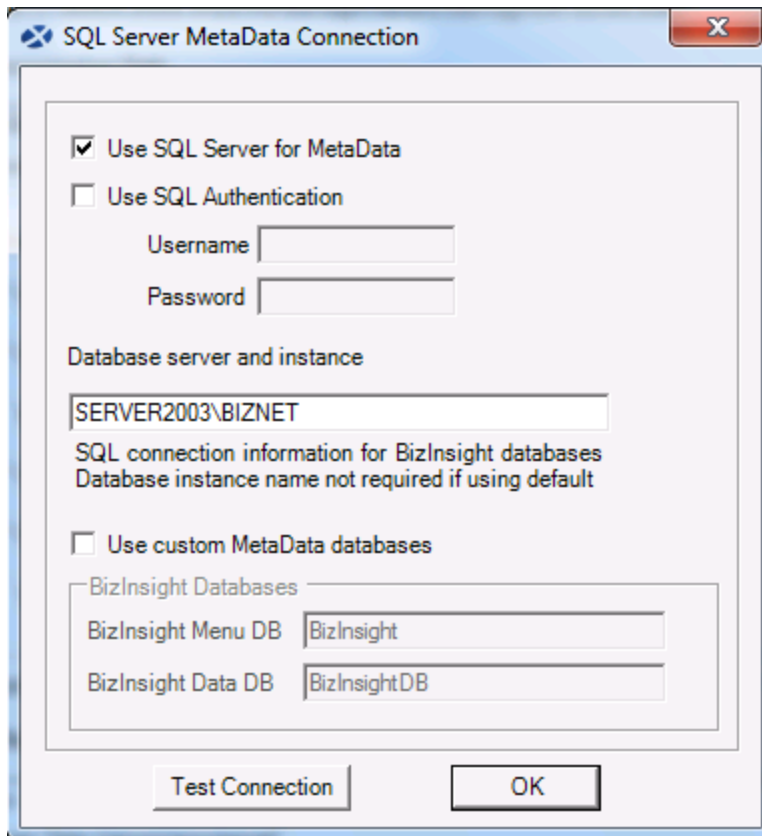 SQL Server MetaData Connection
Use SQL Server for MetaData
Use SQL Authentication
Username
Password
Database server and instance
SERVER2003\BIZNET
SQL connection information for BizInsight databases
Database instance name not required if using default
Use custom MetaData databases
BizInsight Databases
BizInsight Menu DB BizInsight
BizInsight Data DB BizInsightDB
Test Connection OK